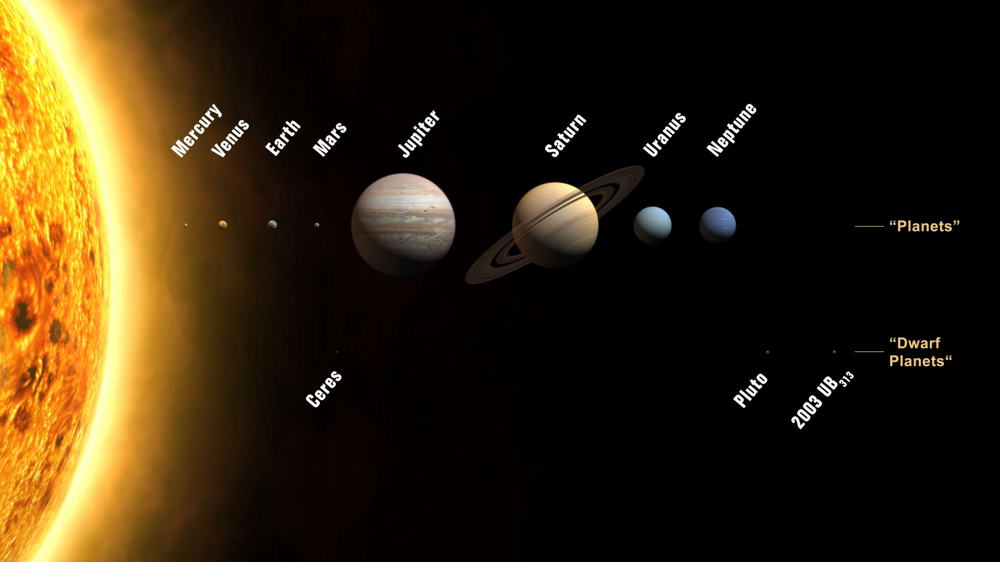 Mercury
Venus
Earth
Mars
Jupiter
Saturn
Uranus
Neptune
“Planets”
“Dwarf
Planets“
Ceres
Pluto
2003 UB313